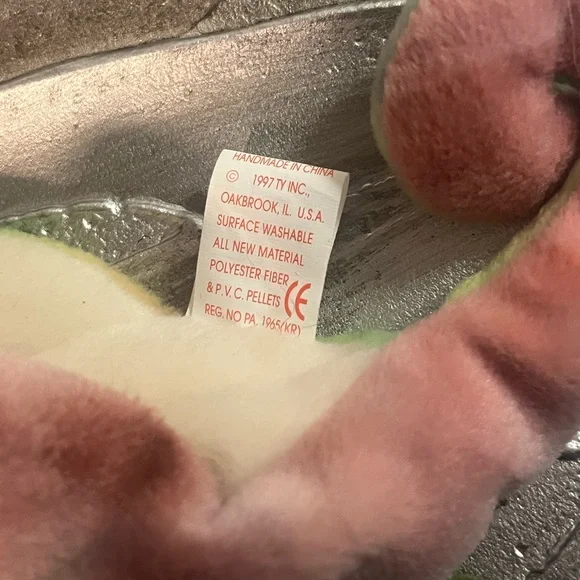 HANDMADE IN CHINA
© 1997 TY INC.,
OAKBROOK, IL. U.S.A.
SURFACE WASHABLE
ALL NEW MATERIAL
POLYESTER FIBER
& P.V.C. PELLETS CE
REG. NO PA. 1965(KR)